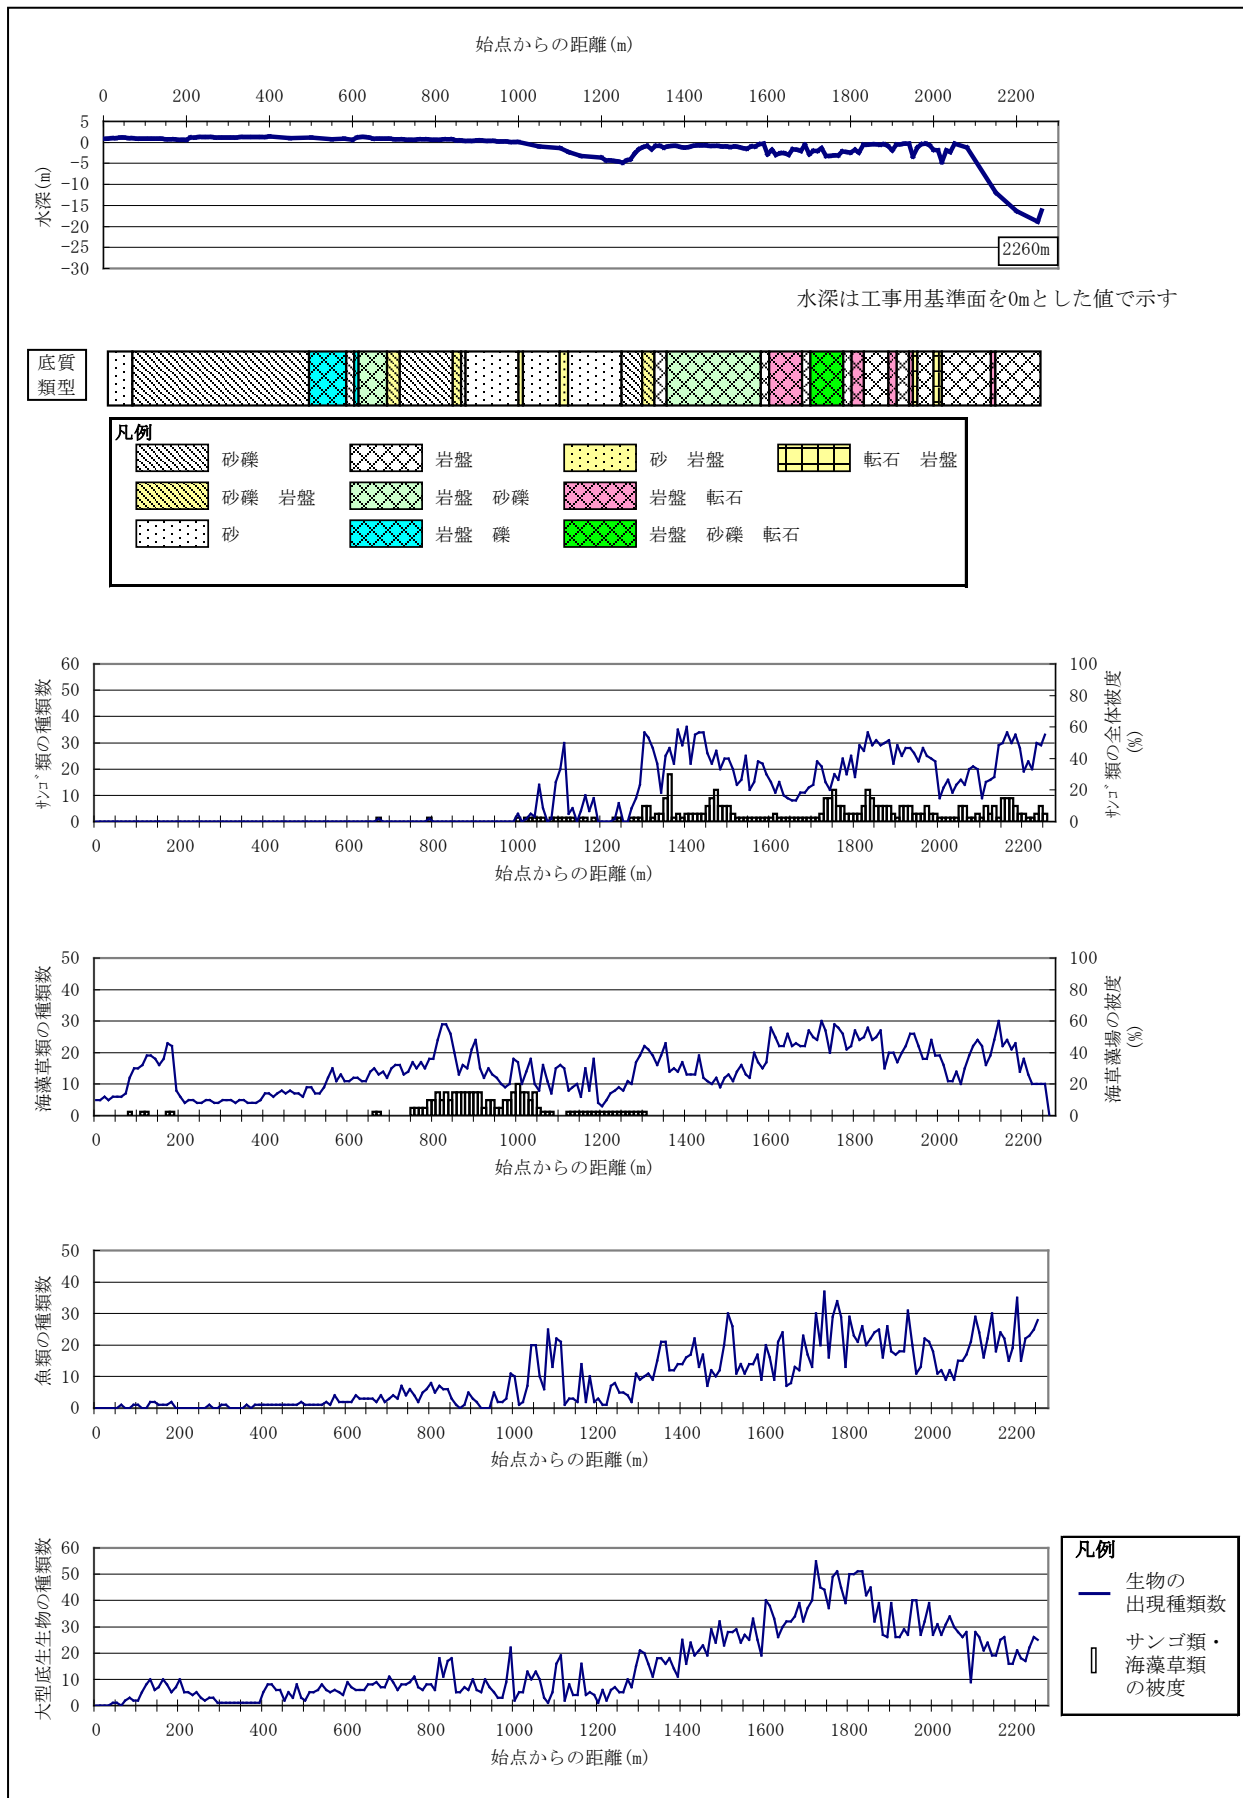 始点からの距離(m)
0 200 400 600 800 1000 1200 1400 1600 1800 2000 2200
水深(m)
5
0
-5
-10
-15
-20
-25
-30
2260m
水深は工事用基準面を0mとした値で示す
底質
類型
凡例
砂礫 岩盤 砂 岩盤 転石 岩盤
砂礫 岩盤 岩盤 砂礫 岩盤 転石
砂 岩盤 礫 岩盤 砂礫 転石
サンゴ類の種類数
60
50
40
30
20
10
0
100
80
60
40
20
0
サンゴ類の全体被度
(%)
0 200 400 600 800 1000 1200 1400 1600 1800 2000 2200
始点からの距離(m)
海藻草類の種類数
50
40
30
20
10
0
100
80
60
40
20
0
海草藻場の被度
(%)
0 200 400 600 800 1000 1200 1400 1600 1800 2000 2200
始点からの距離(m)
魚類の種類数
50
40
30
20
10
0
0 200 400 600 800 1000 1200 1400 1600 1800 2000 2200
始点からの距離(m)
大型底生生物の種類数
60
50
40
30
20
10
0
0 200 400 600 800 1000 1200 1400 1600 1800 2000 2200
始点からの距離(m)
凡例
生物の
出現種類数
サンゴ類・
海藻草類
の被度